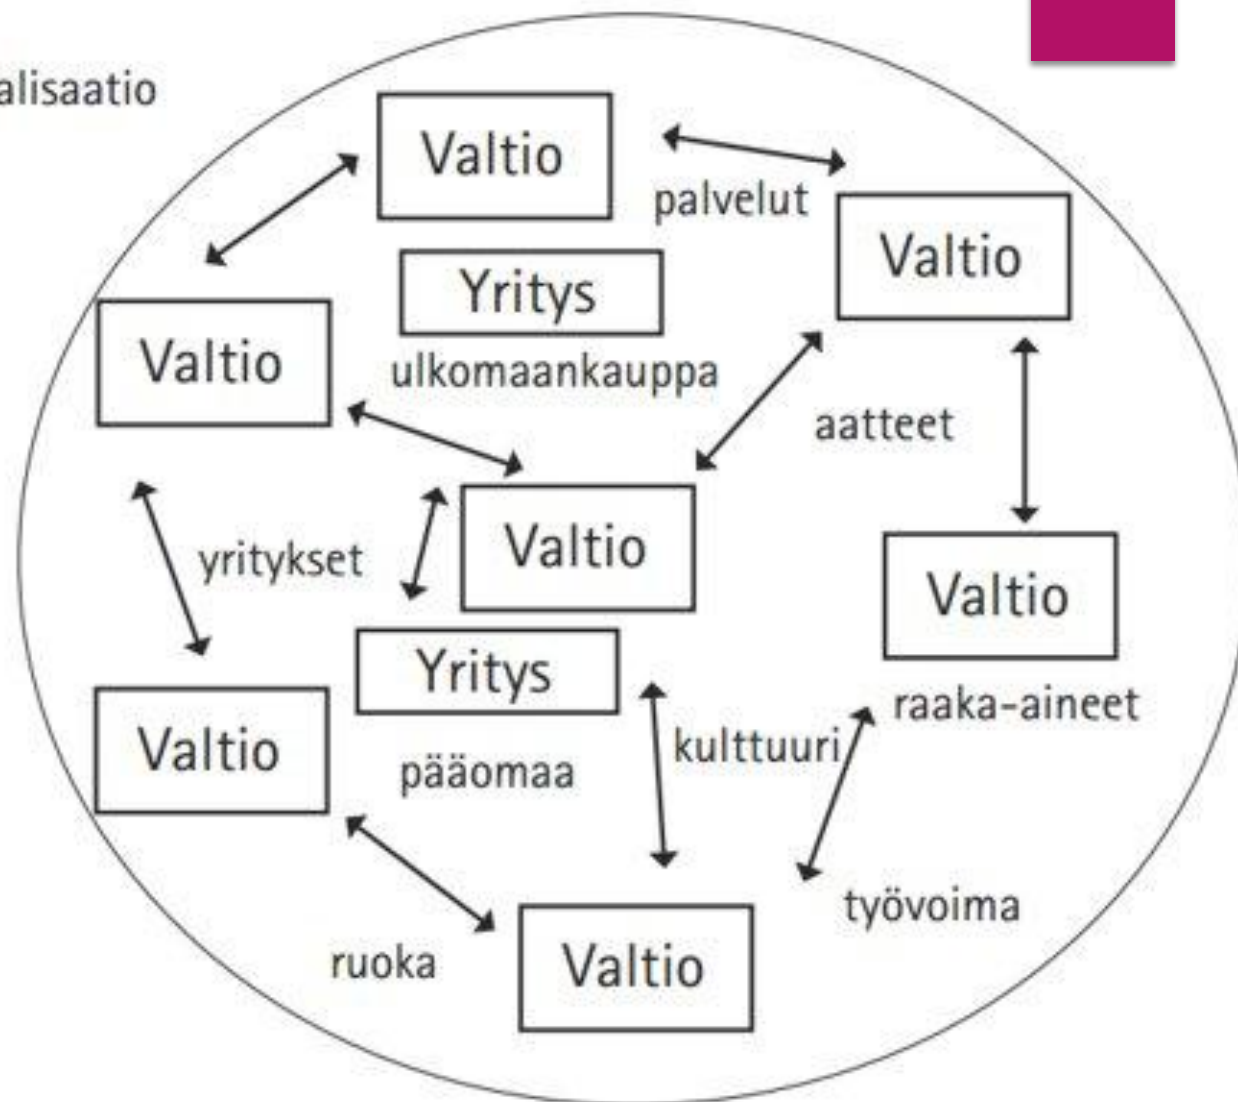 alisaatio
Valtio
palvelut
Valtio
Yritys
Valtio
ulkomaankauppa
aatteet
yritykset
Valtio
Valtio
Yritys
raaka-aineet
Valtio
pääomaa
kulttuuri
työvoima
ruoka
Valtio